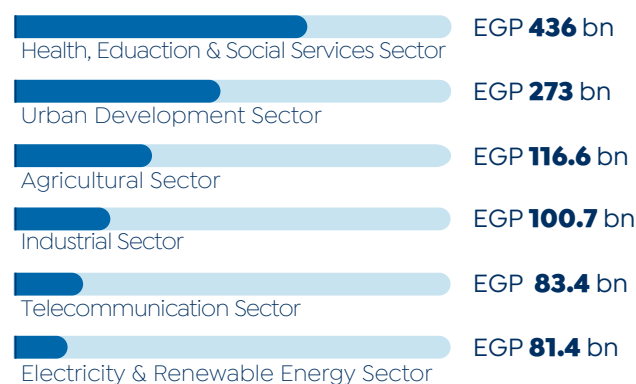 EGP 436 bn
Health, Eduaction & Social Services Sector
EGP 273 bn
Urban Development Sector
EGP 116.6 bn
Agricultural Sector
EGP 100.7 bn
Industrial Sector
EGP 83.4 bn
Telecommunication Sector
EGP 81.4 bn
Electricity & Renewable Energy Sector